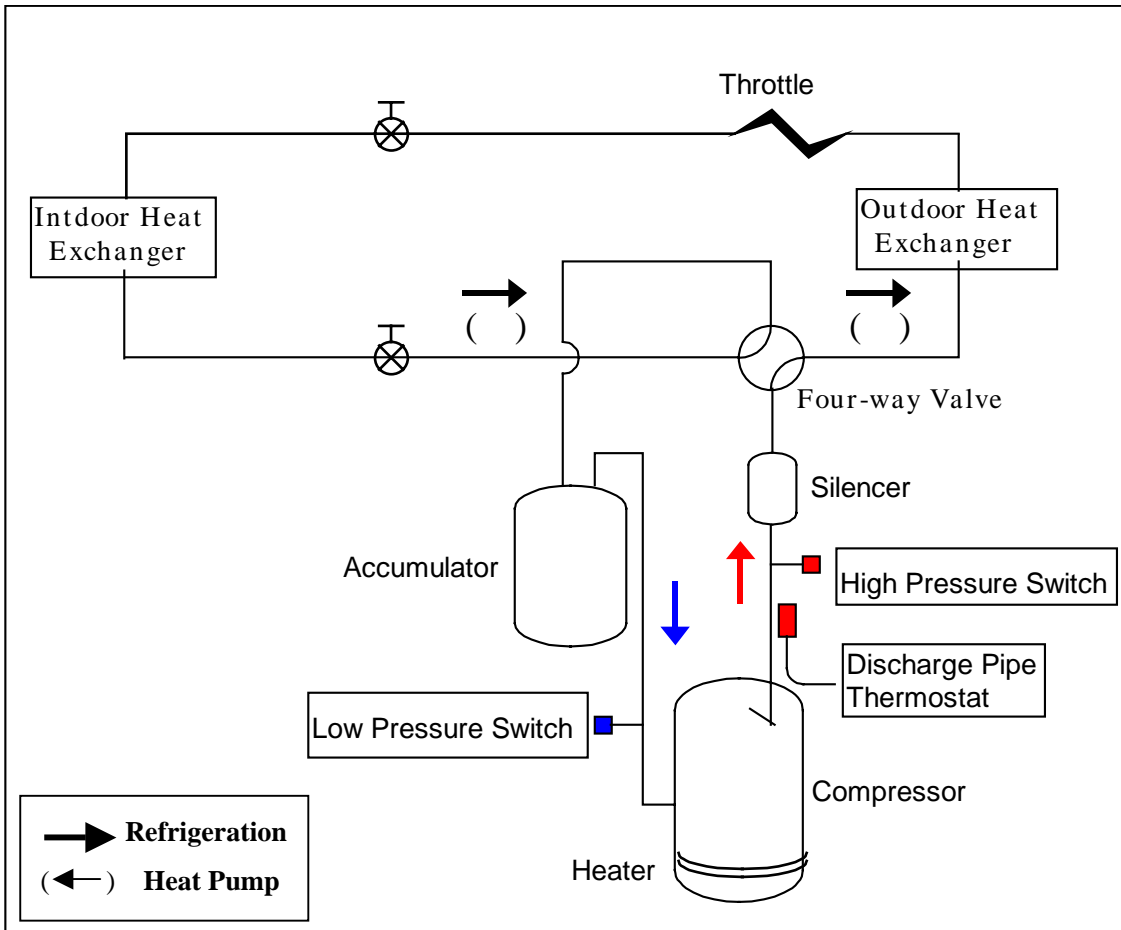 Throttle
Intdoor Heat
Exchanger
Outdoor Heat
Exchanger
(    )
(    )
Four-way Valve
Silencer
Accumulator
High Pressure Switch
Discharge Pipe
Thermostat
Low Pressure Switch
Compressor
Heater
Refrigeration
(    ) Heat Pump